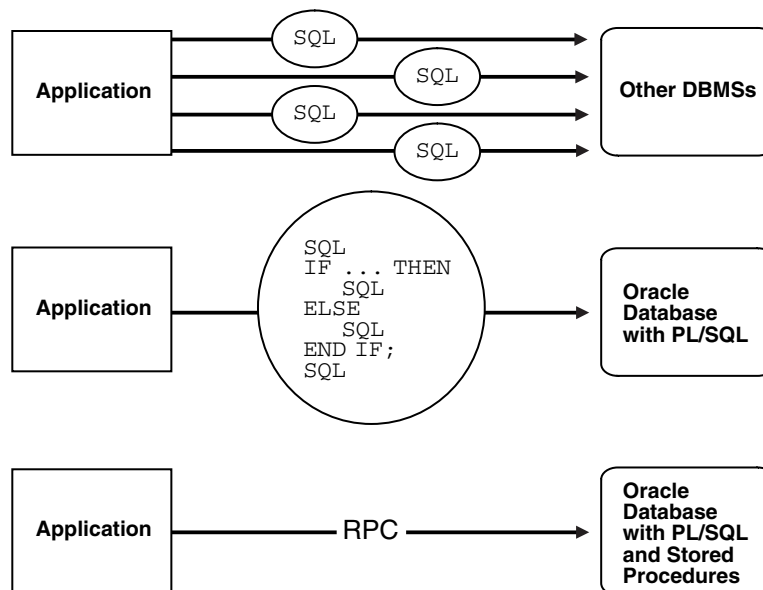 SQL
SQL
Application
Other DBMSs
SQL
SQL
SQL
IF ... THEN
SQL
ELSE
SQL
END IF;
SQL
Application
Oracle
Database
with PL/SQL
Application
RPC
Oracle
Database
with PL/SQL
and Stored
Procedures